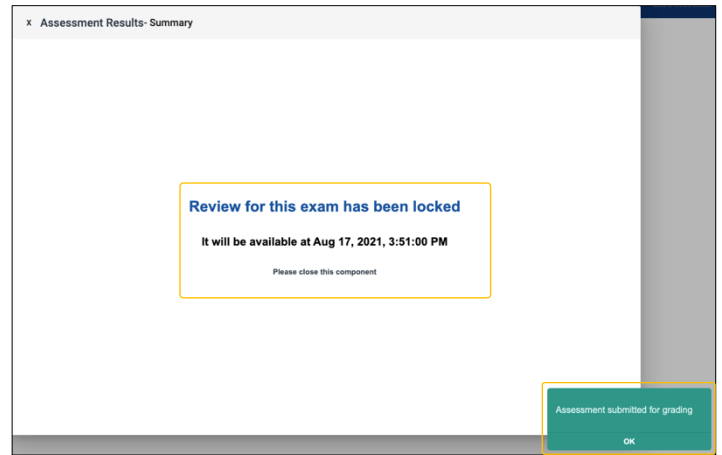 x Assessment Results- Summary
Review for this exam has been locked
It will be available at Aug 17, 2021, 3:51:00 PM
Please close this component
Assessment submitted for grading
OK